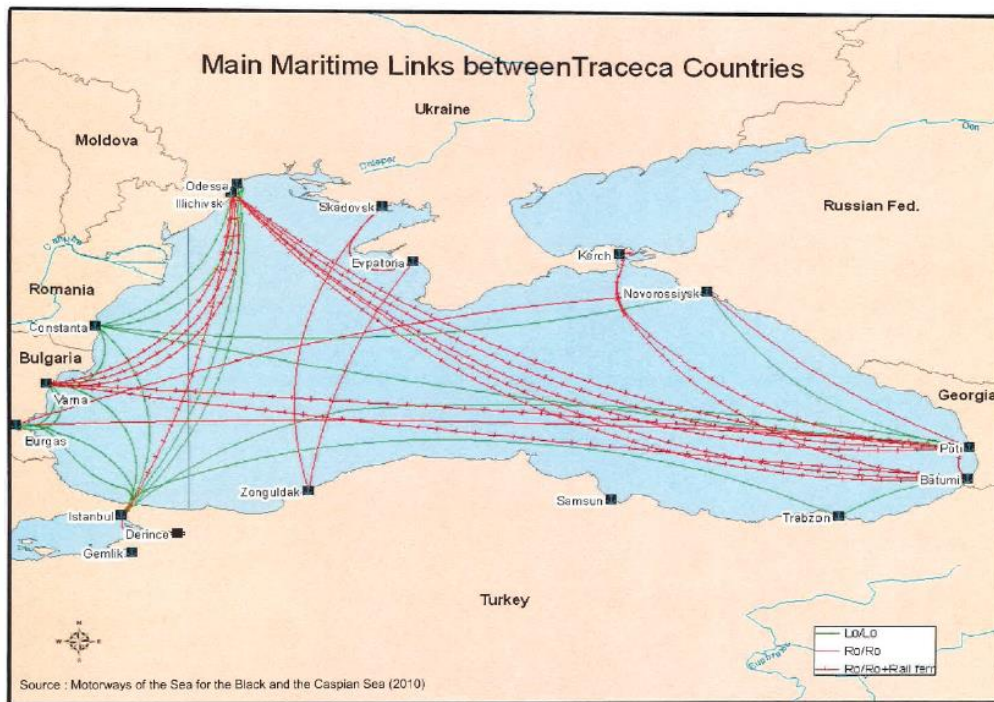 Main Maritime Links betweenTraceca Countries
Ukraine
Moldova
Dnieper
Don
Odessa
Illichivsk
Skadovsk
Russian Fed.
Evpatoria
Kerch
Romania
Novorossiysk
Constanta
Bulgaria
Varna
Georgia
Burgas
Poti
Batumi
Zonguldak
Samsun
Istanbul
Trabzon
Derince
Gemlik
Turkey
N
W
E
S
Lo/Lo
Ro/Ro
Ro/Ro+Rail ferr
Euphrates
Source : Motorways of the Sea for the Black and the Caspian Sea (2010)